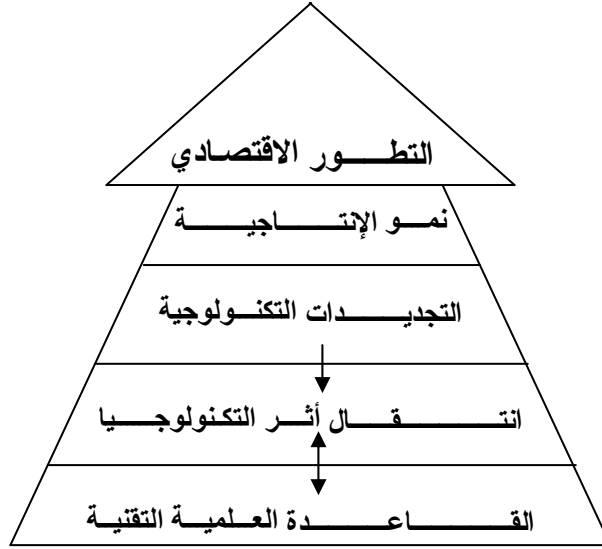 التطور الاقتصادي
نمو الإنتاجية
التجديدات التكنولوجية
انتقال أثر التكنولوجيا
القاعدة العلمية التقنية